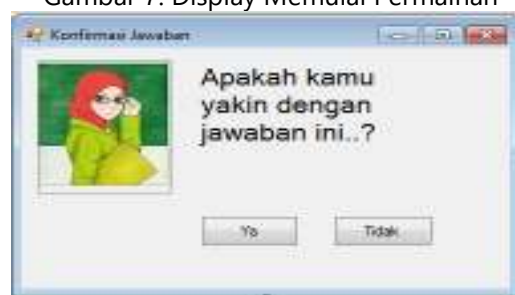 Gambar 7. Display Memulai Permainan
Konfirmasi Jawaban
Apakah kamu
yakin dengan
jawaban ini..?
Ya
Tidak